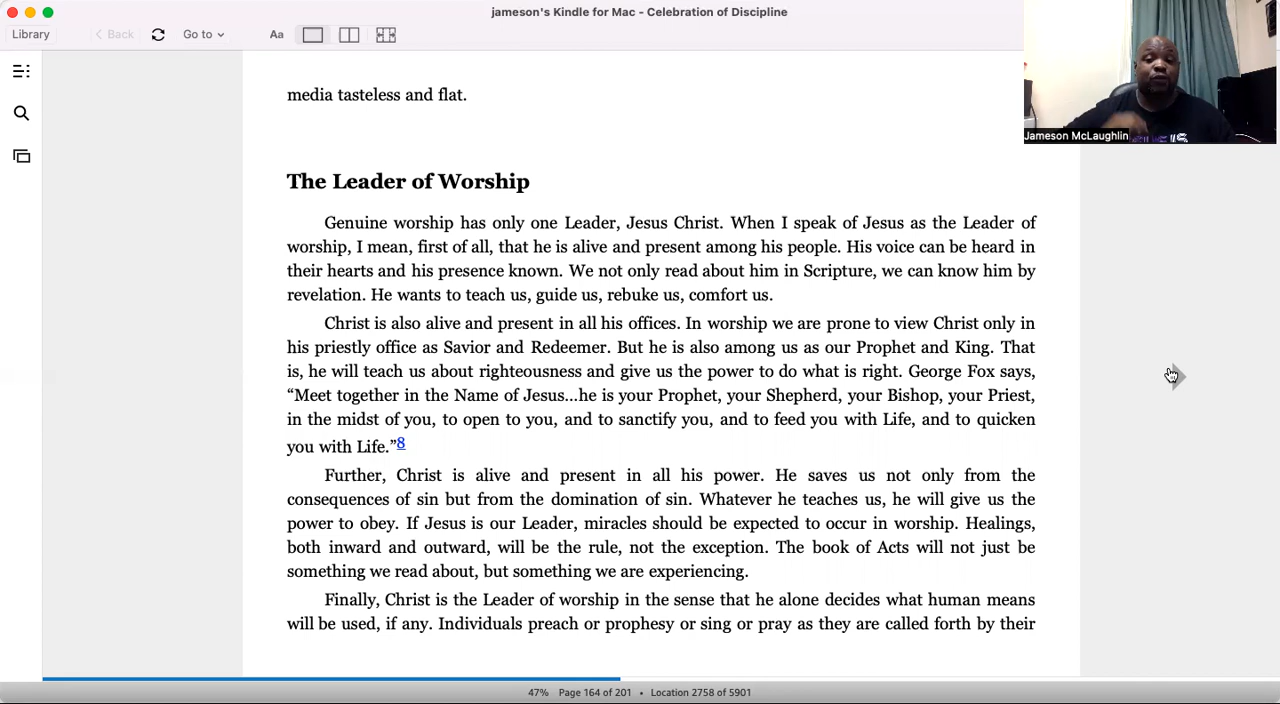 jameson's Kindle for Mac - Celebration of Discipline
Library
Back
Go to
Aa
media tasteless and flat.
Jameson McLaughlin
The Leader of Worship
Genuine worship has only one Leader, Jesus Christ. When I speak of Jesus as the Leader of
worship, I mean, first of all, that he is alive and present among his people. His voice can be heard in
their hearts and his presence known. We not only read about him in Scripture, we can know him by
revelation. He wants to teach us, guide us, rebuke us, comfort us.
Christ is also alive and present in all his offices. In worship we are prone to view Christ only in
his priestly office as Savior and Redeemer. But he is also among us as our Prophet and King. That
is, he will teach us about righteousness and give us the power to do what is right. George Fox says,
“Meet together in the Name of Jesus...he is your Prophet, your Shepherd, your Bishop, your Priest,
in the midst of you, to open to you, and to sanctify you, and to feed you with Life, and to quicken
you with Life.”8
Further, Christ is alive and present in all his power. He saves us not only from the
consequences of sin but from the domination of sin. Whatever he teaches us, he will give us the
power to obey. If Jesus is our Leader, miracles should be expected to occur in worship. Healings,
both inward and outward, will be the rule, not the exception. The book of Acts will not just be
something we read about, but something we are experiencing.
Finally, Christ is the Leader of worship in the sense that he alone decides what human means
will be used, if any. Individuals preach or prophesy or sing or pray as they are called forth by their
47% Page 164 of 201 • Location 2758 of 5901